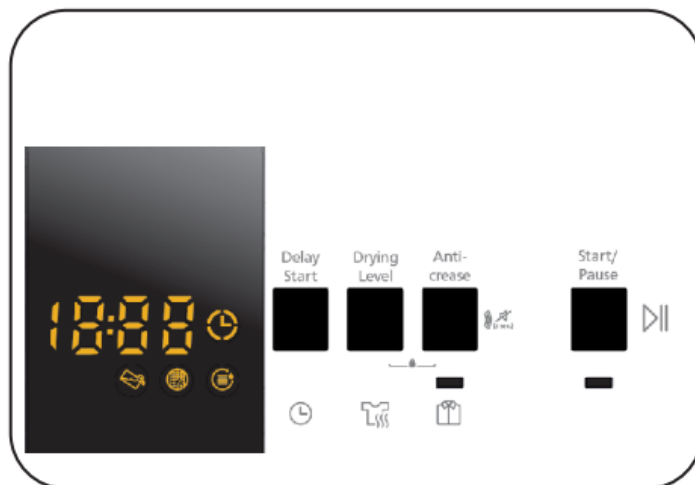 Delay
Start
Drying
Level
Anti-
crease
Start/
Pause
18:88